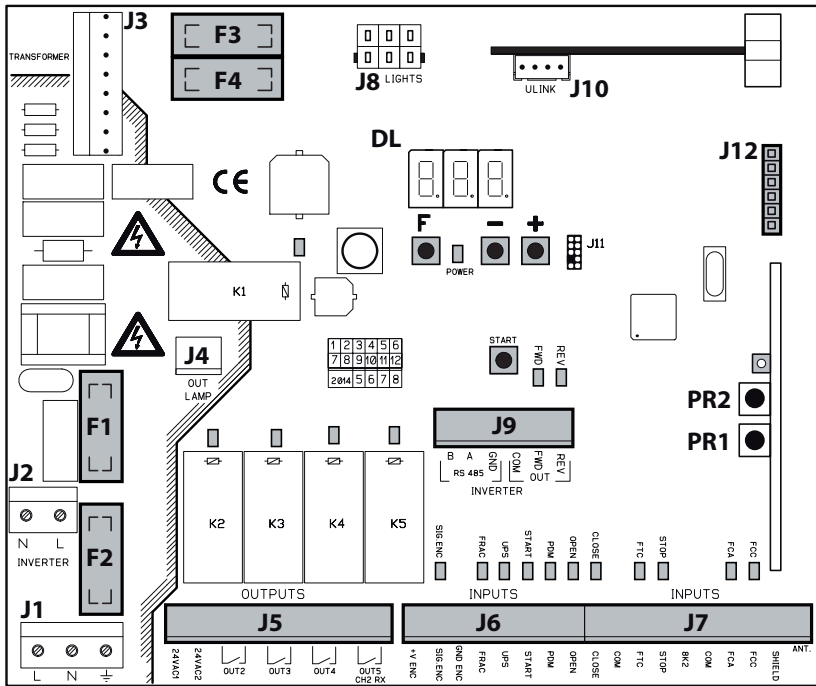 J3
F3
TRANSFORMER
F4
J8 LIGHTS
ULINK J10
DL
J12
CE
F - +
POWER
J11
K1
J4
OUT
LAMP
1 2 3 4 5 6
7 8 9 10 11 12
2014 5 6 7 8
START
FWD
REV
PR2
PR1
F1
J9
B A GND COM FWD REV
RS 485 OUT
INVERTER
J2
N L
INVERTER
F2
K2 K3 K4 K5
SIG.ENC FRAC UPS START PDM OPEN CLOSE FTC STOP FCA FCC
OUTPUTS INPUTS INPUTS
J1
J5 J6 J7
L N
24VAC1 24VAC2 OUT2 OUT3 OUT4 OUT5
CH2 RX
+V ENC SIG.ENC GND ENC FRAC UPS START PDM OPEN CLOSE COM FTC STOP 8K2 COM FCA FCC SHIELD ANT.